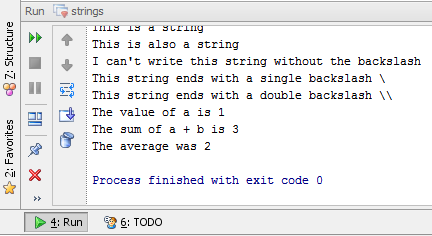 Run strings
This is a string
This is also a string
I can't write this string without the backslash
This string ends with a single backslash \
This string ends with a double backslash \\
The value of a is 1
The sum of a + b is 3
The average was 2
Process finished with exit code 0
7: Structure
2: Favorites
4: Run 6: TODO